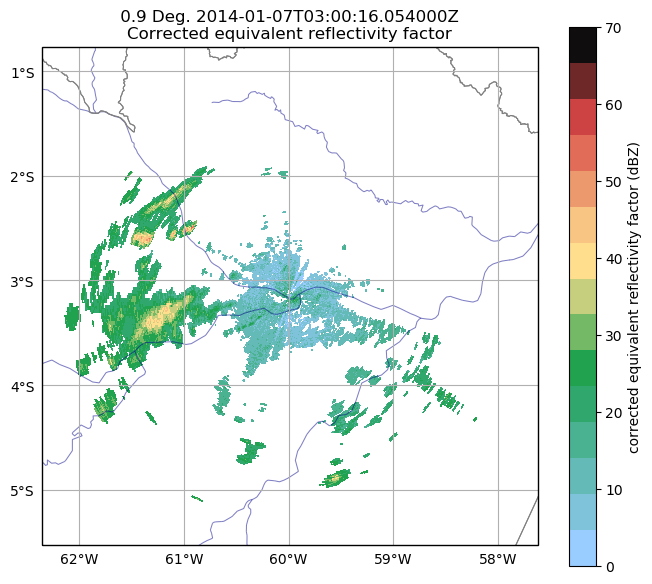 0.9 Deg. 2014-01-07T03:00:16.054000Z
Corrected equivalent reflectivity factor
1°S
2°S
3°S
4°S
5°S
62°W
61°W
60°W
59°W
58°W
70
60
50
40
30
20
10
0
corrected equivalent reflectivity factor (dBZ)